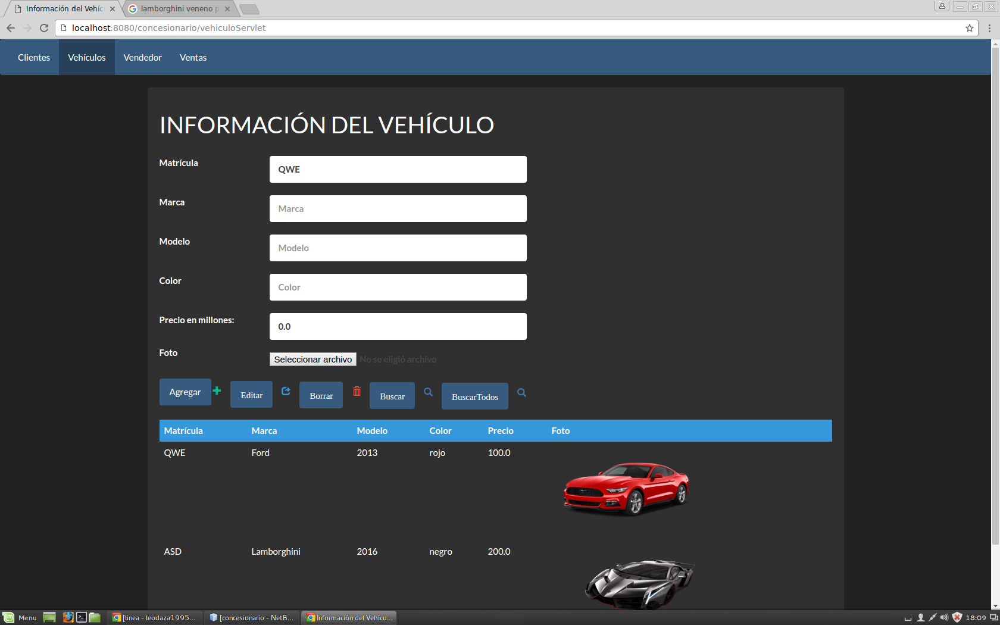 Información del Vehíc
lamborghini veneno p
localhost:8080/concesionario/vehiculoServlet
Clientes Vehículos Vendedor Ventas
INFORMACIÓN DEL VEHÍCULO
Matrícula QWE
Marca Marca
Modelo Modelo
Color Color
Precio en millones: 0.0
Foto Seleccionar archivo No se eligió archivo
Agregar Editar Borrar Buscar BuscarTodos
Matrícula Marca Modelo Color Precio Foto
QWE Ford 2013 rojo 100.0
ASD Lamborghini 2016 negro 200.0
Menu [linea - leodaza1995... [concesionario - NetB... Información del Vehícu... 18:09